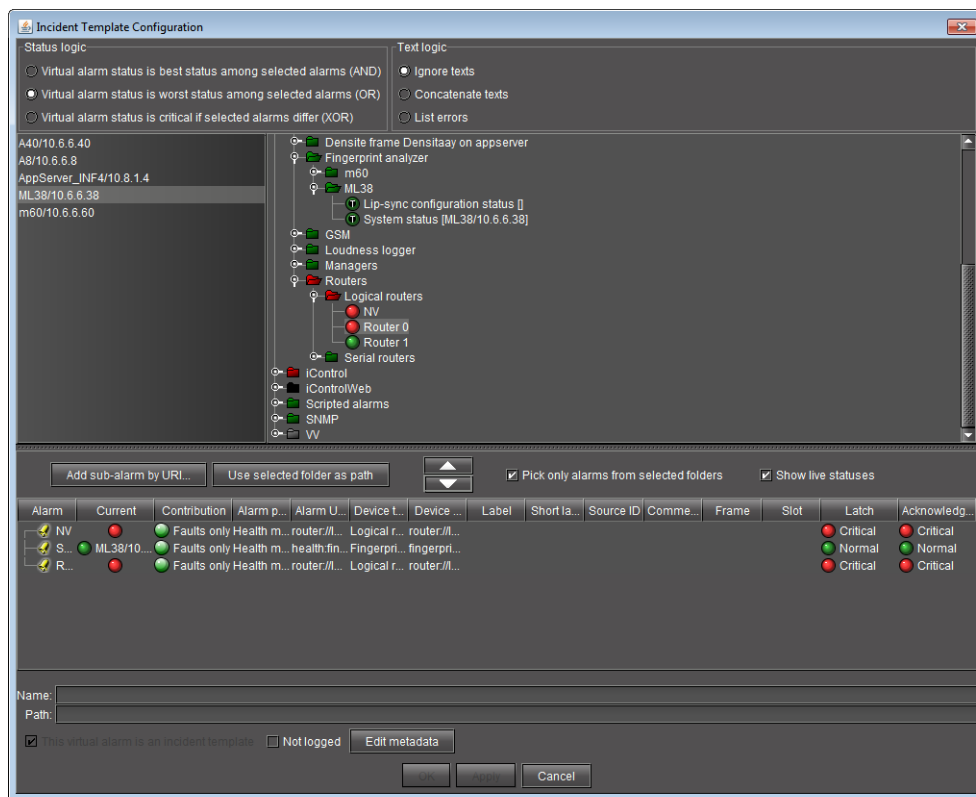 Incident Template Configuration
Status logic
Text logic
Virtual alarm status is best status among selected alarms (AND)
Ignore texts
Virtual alarm status is worst status among selected alarms (OR)
Concatenate texts
Virtual alarm status is critical if selected alarms differ (XOR)
List errors
A40/10.6.6.40
A8/10.6.6.8
AppServer_INF4/10.8.1.4
ML38/10.6.6.38
m60/10.6.6.60
Densite frame Densitaay on appserver
Fingerprint analyzer
m60
ML38
Lip-sync configuration status []
System status [ML38/10.6.6.38]
GSM
Loudness logger
Managers
Routers
Logical routers
NV
Router 0
Router 1
Serial routers
iControl
iControlWeb
Scripted alarms
SNMP
VV
Add sub-alarm by URI... Use selected folder as path Pick only alarms from selected folders Show live statuses
Alarm Current Contribution Alarm p... Alarm U... Device t... Device ... Label Short la... Source ID Comme... Frame Slot Latch Acknowledg...
NV Faults only Health m... router://l... Logical r... router://l... Critical Critical
S... ML38/10.... Faults only Health m... health:fin... Fingerpri... fingerpri... Normal Normal
R... Faults only Health m... router://l... Logical r... router://l... Critical Critical
Name:
Path:
This virtual alarm is an incident template Not logged Edit metadata
OK Apply Cancel